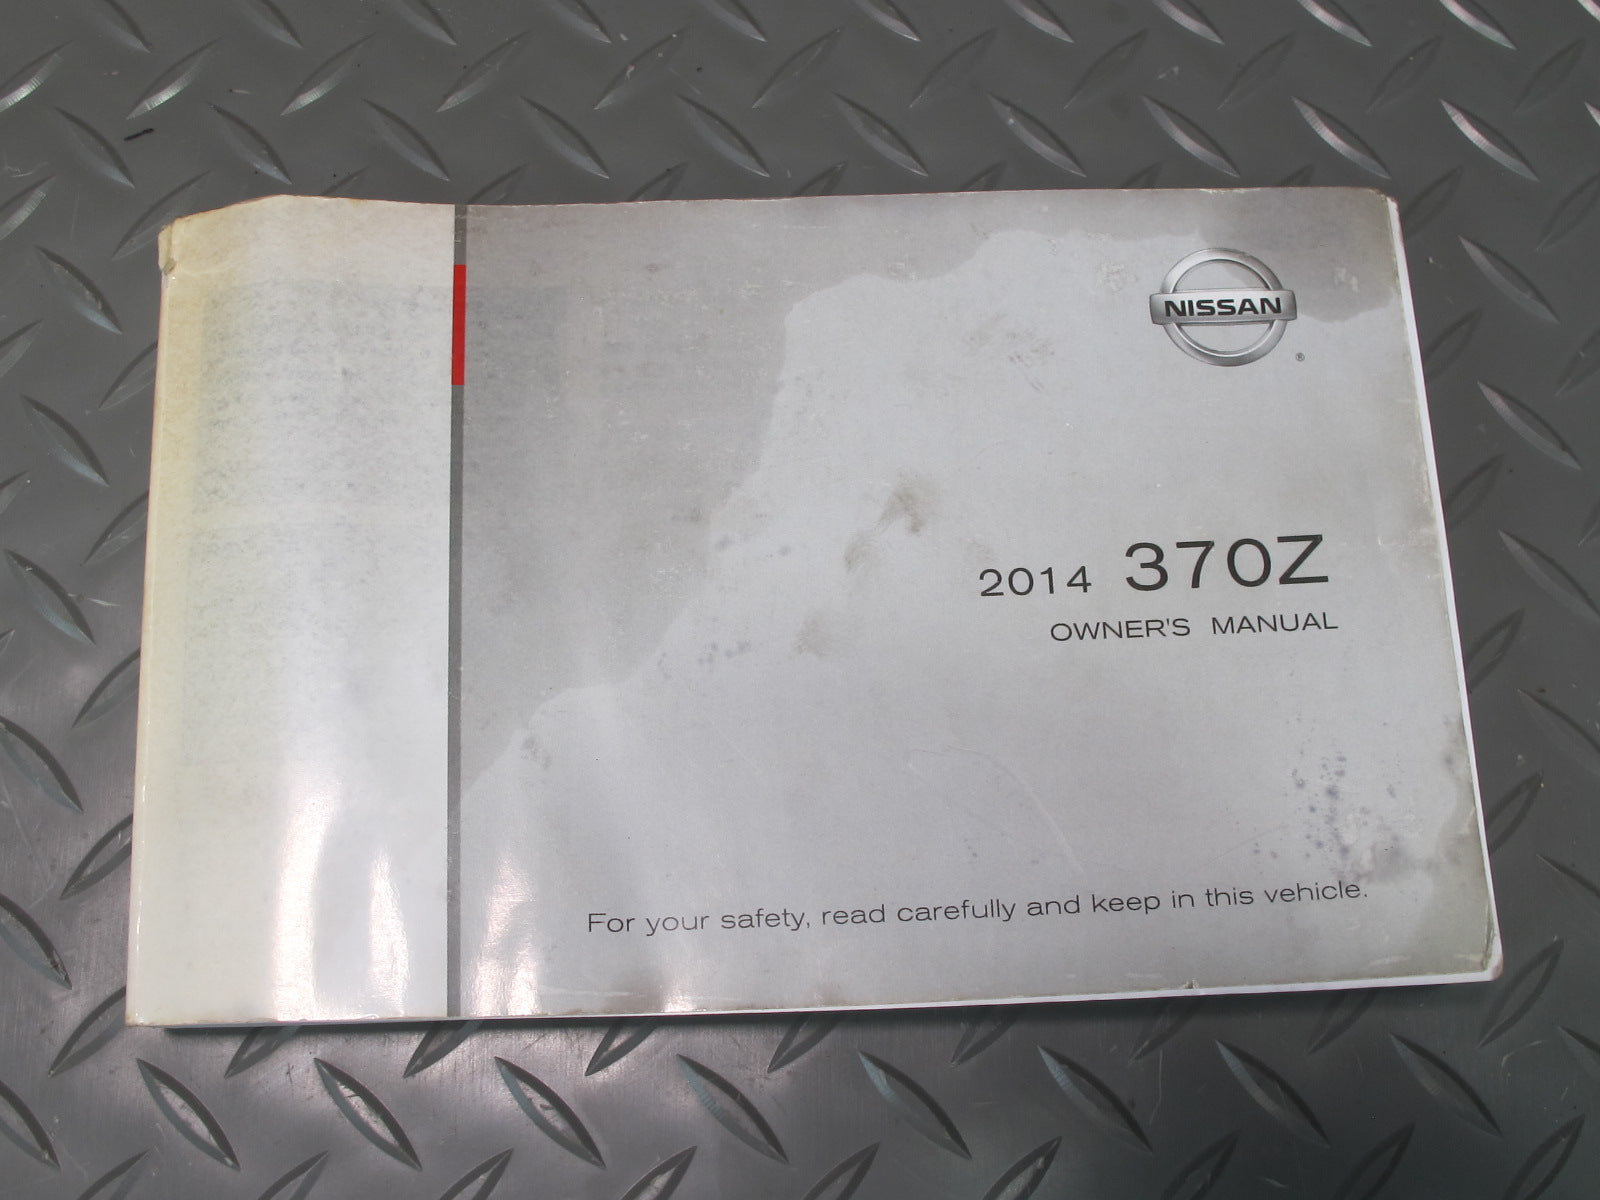 NISSAN
®
2014 370Z
OWNER'S MANUAL
For your safety, read carefully and keep in this vehicle.